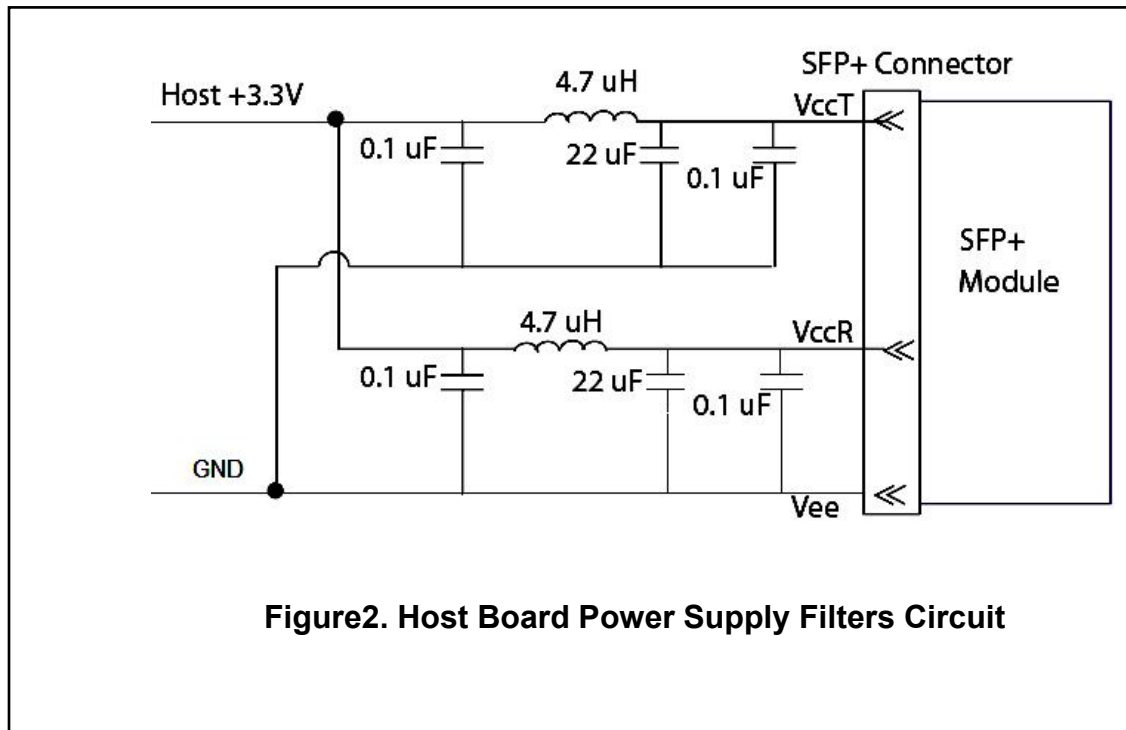 SFP+ Connector
4.7 uH
Host +3.3V
VccT
0.1 uF
22 uF
0.1 uF
SFP+
Module
4.7 uH
VccR
0.1 uF
22 uF
0.1 uF
GND
Vee
Figure2. Host Board Power Supply Filters Circuit